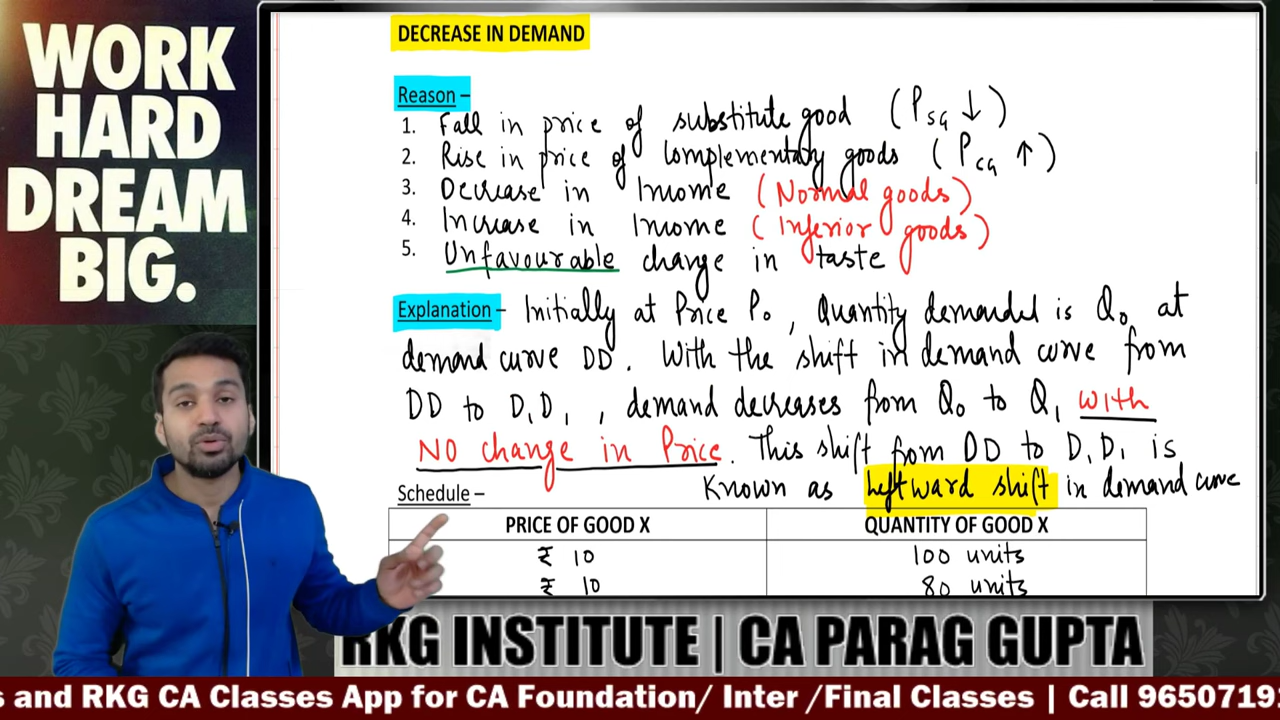 WORK
HARD
DREAM
BIG.
DECREASE IN DEMAND
Reason –
1. Fall in price of substitute good (PSG ↓)
2. Rise in price of complementary goods (PCG ↑)
3. Decrease in Income (Normal goods)
4. Increase in Income (Inferior goods)
5. Unfavourable change in taste
Explanation – Initially at Price P₀, Quantity demanded is Q₀ at
demand curve DD. With the shift in demand curve from
DD to D₁D₁, demand decreases from Q₀ to Q₁ with
NO change in Price. This shift from DD to D₁D₁ is
Known as Leftward shift in demand curve
Schedule –
PRICE OF GOOD X QUANTITY OF GOOD X
₹ 10 100 units
₹ 10 80 units
RKG INSTITUTE | CA PARAG GUPTA
s and RKG CA Classes App for CA Foundation/ Inter /Final Classes | Call 9650719